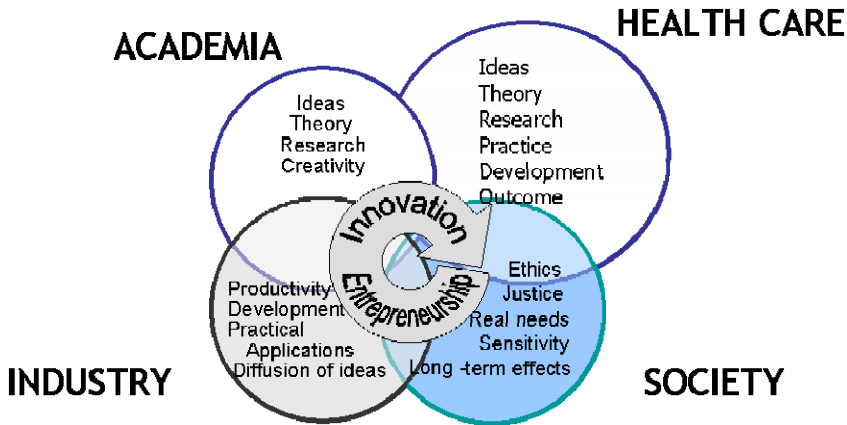 HEALTH CARE
ACADEMIA
Ideas
Theory
Research
Creativity
Ideas
Theory
Research
Practice
Development
Outcome
Innovation
Entrepreneurship
Productivity
Development
Practical
Applications
Diffusion of ideas
Ethics
Justice
Real needs
Sensitivity
Long -term effects
INDUSTRY
SOCIETY